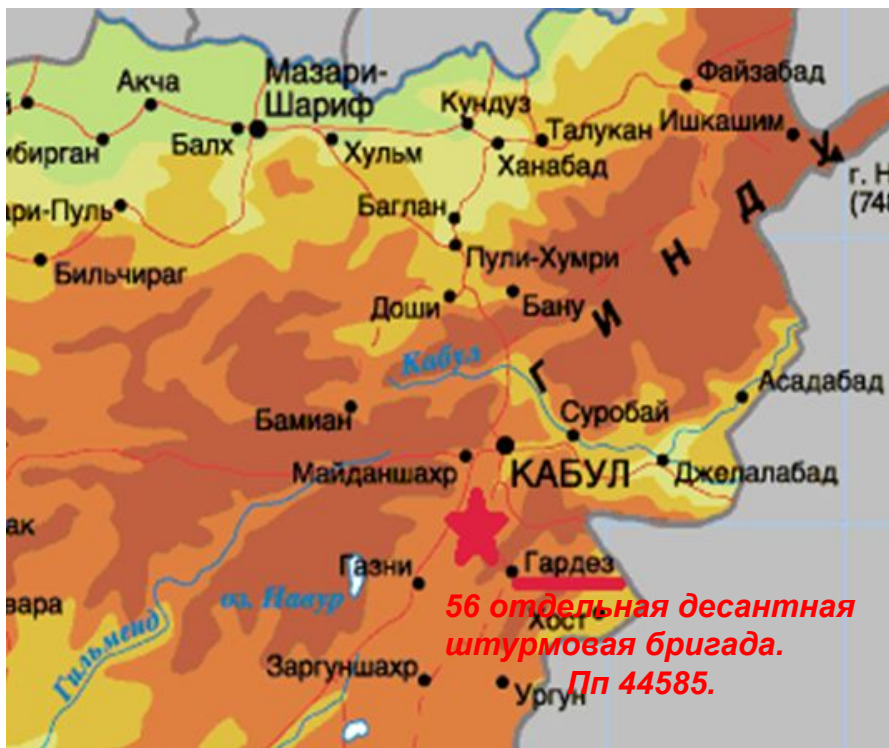 Акча
Мазари-
Шариф
Файзабад
й
Кундуз
Талукан
Ишкашим
ибирган
Балх
Хульм
Ханабад
У
г. Н
(748
ари-Пуль
Баглан
Д
Бильчираг
Пули-Хумри
Н
Доши
Бану
И
Кабул
Г
Асадабад
Бамиан
Суробай
Майданшахр
КАБУЛ
Джелалабад
ак
Газни
Гардез
вара
оз. Навур
56 отдельная десантная
Хост
штурмовая бригада.
Гильменд
Заргуншахр
Ургун
Пп 44585.